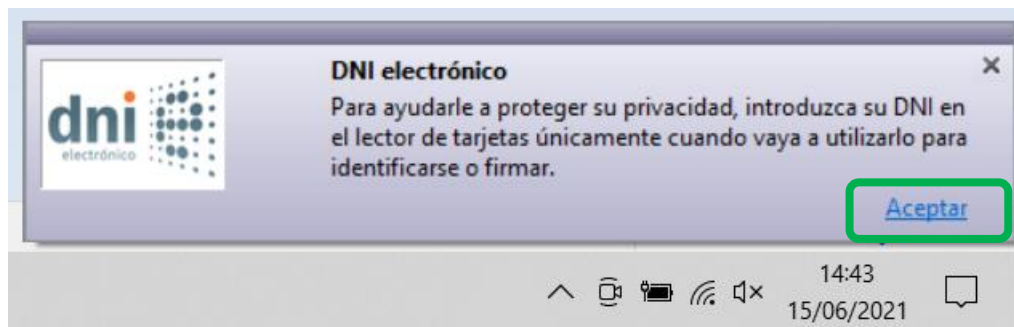 dni
electrónico
DNI electrónico
Para ayudarle a proteger su privacidad, introduzca su DNI en
el lector de tarjetas únicamente cuando vaya a utilizarlo para
identificarse o firmar.
Aceptar
14:43
15/06/2021